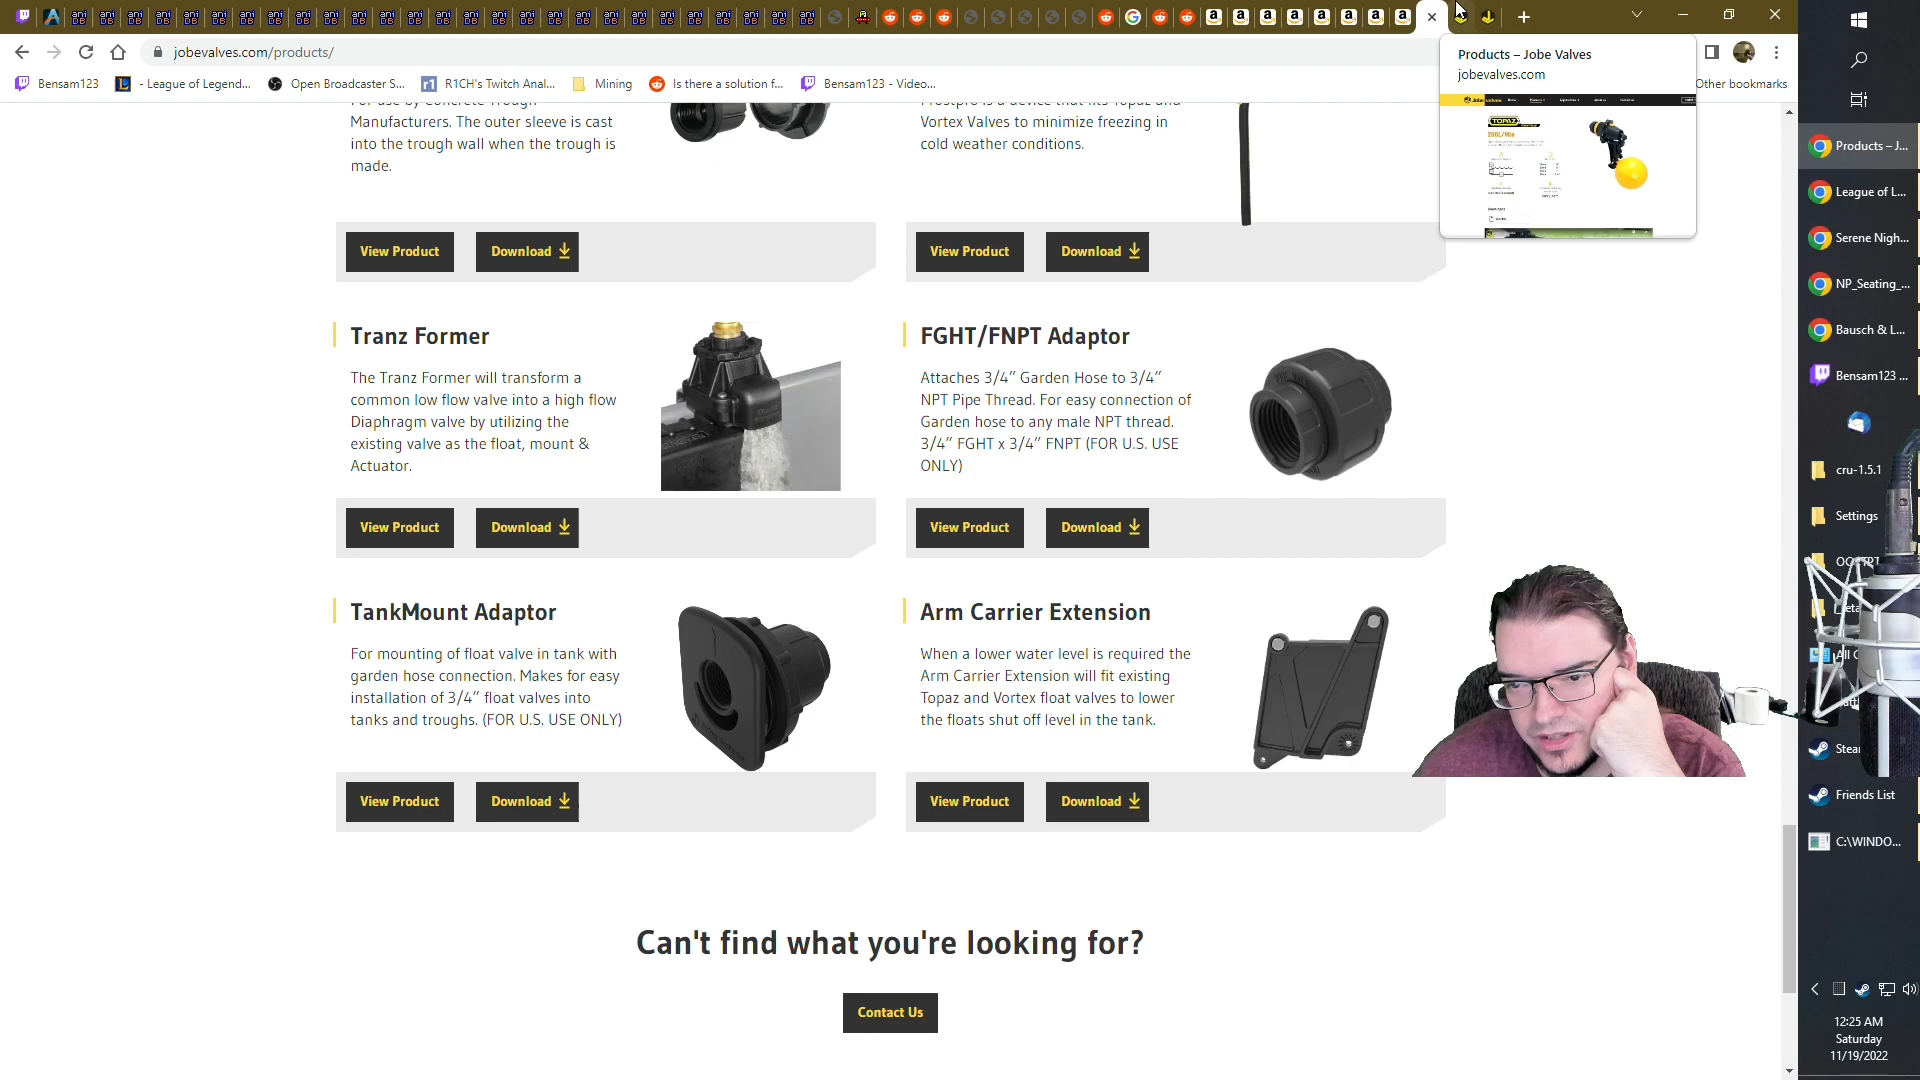 jobevalves.com/products/
Bensam123
- League of Legend...
Open Broadcaster S...
R1CH's Twitch Anal...
Mining
Is there a solution f...
Bensam123 - Video...
Other bookmarks
Products – Jobe Valves
jobevalves.com
Jobe valves
TOPAZ
200L/Min
For use by Concrete Trough
Manufacturers. The outer sleeve is cast
into the trough wall when the trough is
made.
View Product
Download
Frostpro is a device that fits Topaz and
Vortex Valves to minimize freezing in
cold weather conditions.
View Product
Download
Tranz Former
The Tranz Former will transform a
common low flow valve into a high flow
Diaphragm valve by utilizing the
existing valve as the float, mount &
Actuator.
View Product
Download
FGHT/FNPT Adaptor
Attaches 3/4” Garden Hose to 3/4”
NPT Pipe Thread. For easy connection of
Garden hose to any male NPT thread.
3/4” FGHT x 3/4” FNPT (FOR U.S. USE
ONLY)
View Product
Download
TankMount Adaptor
For mounting of float valve in tank with
garden hose connection. Makes for easy
installation of 3/4” float valves into
tanks and troughs. (FOR U.S. USE ONLY)
View Product
Download
Arm Carrier Extension
When a lower water level is required the
Arm Carrier Extension will fit existing
Topaz and Vortex float valves to lower
the floats shut off level in the tank.
View Product
Download
Can't find what you're looking for?
Contact Us
Products – J...
League of L...
Serene Nigh...
NP_Seating_...
Bausch & L...
Bensam123 ...
cru-1.5.1
Settings
All C
Stea
Friends List
C:\WINDO...
12:25 AM
Saturday
11/19/2022